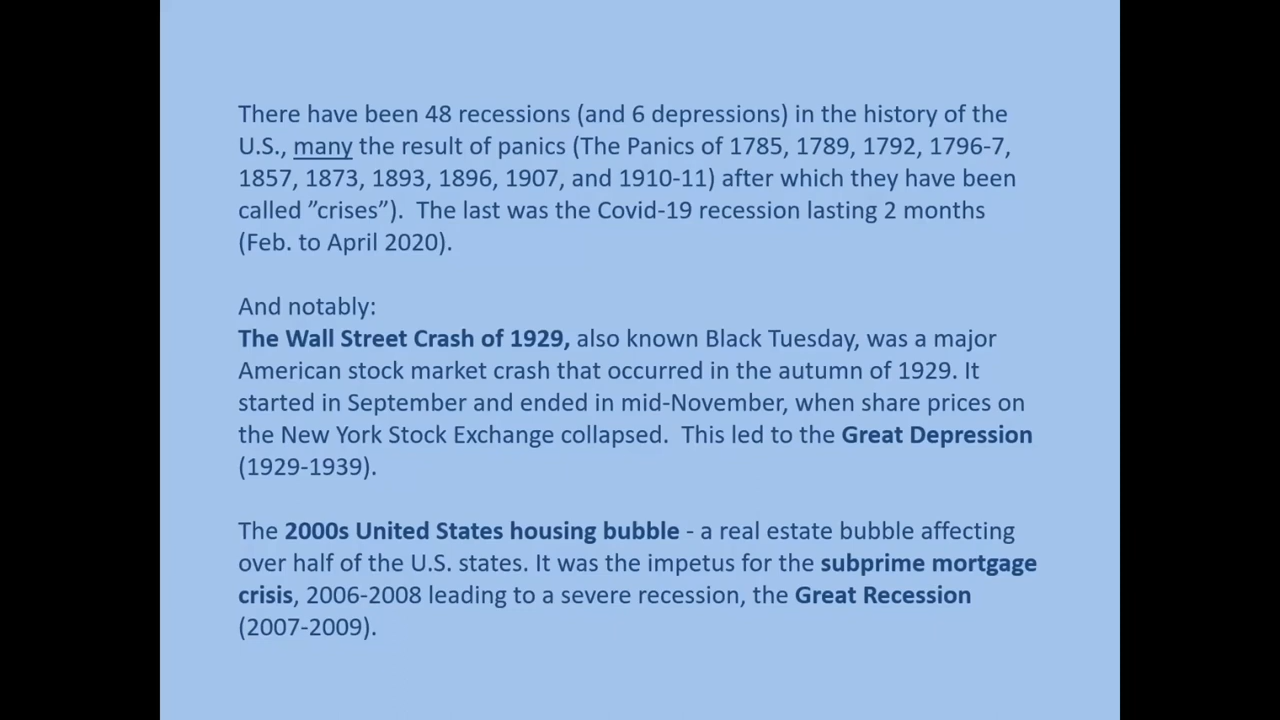 There have been 48 recessions (and 6 depressions) in the history of the
U.S., many the result of panics (The Panics of 1785, 1789, 1792, 1796-7,
1857, 1873, 1893, 1896, 1907, and 1910-11) after which they have been
called ”crises”).  The last was the Covid-19 recession lasting 2 months
(Feb. to April 2020).
And notably:
The Wall Street Crash of 1929, also known Black Tuesday, was a major
American stock market crash that occurred in the autumn of 1929. It
started in September and ended in mid-November, when share prices on
the New York Stock Exchange collapsed.  This led to the Great Depression
(1929-1939).
The 2000s United States housing bubble - a real estate bubble affecting
over half of the U.S. states. It was the impetus for the subprime mortgage
crisis, 2006-2008 leading to a severe recession, the Great Recession
(2007-2009).